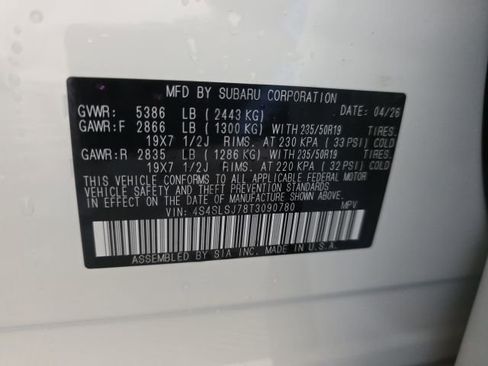 MFD BY SUBARU CORPORATION
GVWR: 5386 LB ( 2443 KG) DATE: 04/26
GAWR:F 2866 LB ( 1300 KG) WITH 235/50R19 TIRES.
19X7 1/2J RIMS. AT 230 KPA ( 33 PSI) COLD
GAWR:R 2835 LB ( 1286 KG) WITH 235/50R19 TIRES.
19X7 1/2J RIMS. AT 220 KPA ( 32 PSI) COLD
THIS VEHICLE CONFORMS TO ALL APPLICABLE FEDERAL MOTOR
VEHICLE SAFETY AND THEFT PREVENTION STANDARDS
IN EFFECT ON THE DATE OF MANUFACTURE SHOWN ABOVE.
VIN: 4S4SLSJ78T3090780 MPV
ASSEMBLED BY SIA INC. MADE IN U.S.A.